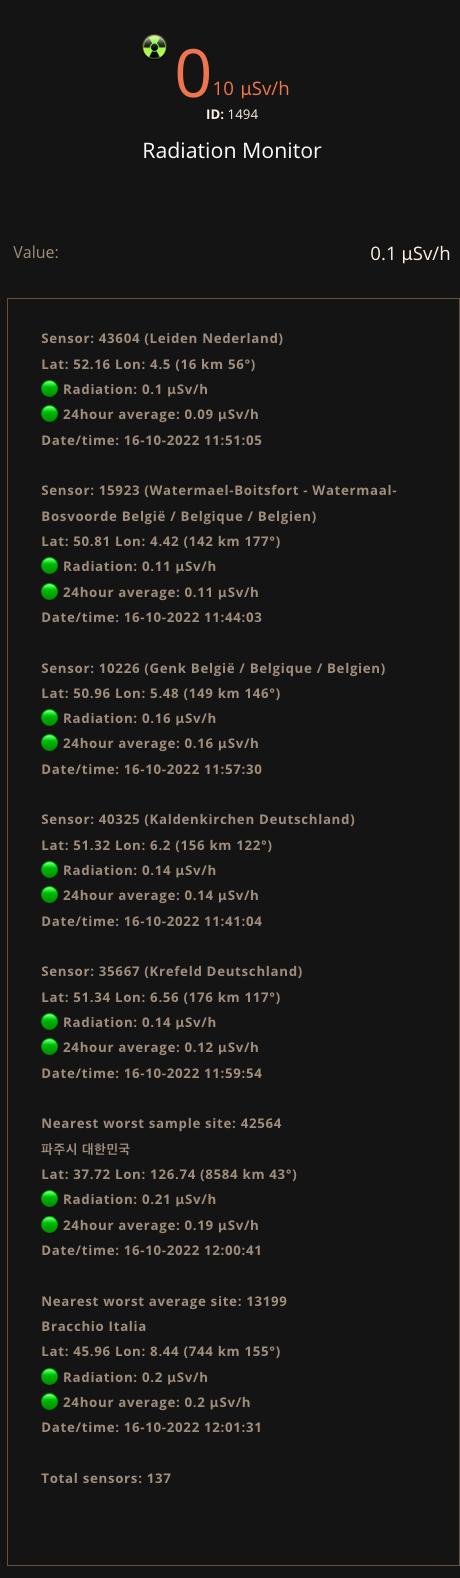 0 10 µSv/h
ID: 1494
Radiation Monitor
Value: 0.1 µSv/h
Sensor: 43604 (Leiden Nederland)
Lat: 52.16 Lon: 4.5 (16 km 56°)
Radiation: 0.1 µSv/h
24hour average: 0.09 µSv/h
Date/time: 16-10-2022 11:51:05
Sensor: 15923 (Watermael-Boitsfort - Watermaal-
Bosvoorde België / Belgique / Belgien)
Lat: 50.81 Lon: 4.42 (142 km 177°)
Radiation: 0.11 µSv/h
24hour average: 0.11 µSv/h
Date/time: 16-10-2022 11:44:03
Sensor: 10226 (Genk België / Belgique / Belgien)
Lat: 50.96 Lon: 5.48 (149 km 146°)
Radiation: 0.16 µSv/h
24hour average: 0.16 µSv/h
Date/time: 16-10-2022 11:57:30
Sensor: 40325 (Kaldenkirchen Deutschland)
Lat: 51.32 Lon: 6.2 (156 km 122°)
Radiation: 0.14 µSv/h
24hour average: 0.14 µSv/h
Date/time: 16-10-2022 11:41:04
Sensor: 35667 (Krefeld Deutschland)
Lat: 51.34 Lon: 6.56 (176 km 117°)
Radiation: 0.14 µSv/h
24hour average: 0.12 µSv/h
Date/time: 16-10-2022 11:59:54
Nearest worst sample site: 42564
파주시 대한민국
Lat: 37.72 Lon: 126.74 (8584 km 43°)
Radiation: 0.21 µSv/h
24hour average: 0.19 µSv/h
Date/time: 16-10-2022 12:00:41
Nearest worst average site: 13199
Bracchio Italia
Lat: 45.96 Lon: 8.44 (744 km 155°)
Radiation: 0.2 µSv/h
24hour average: 0.2 µSv/h
Date/time: 16-10-2022 12:01:31
Total sensors: 137